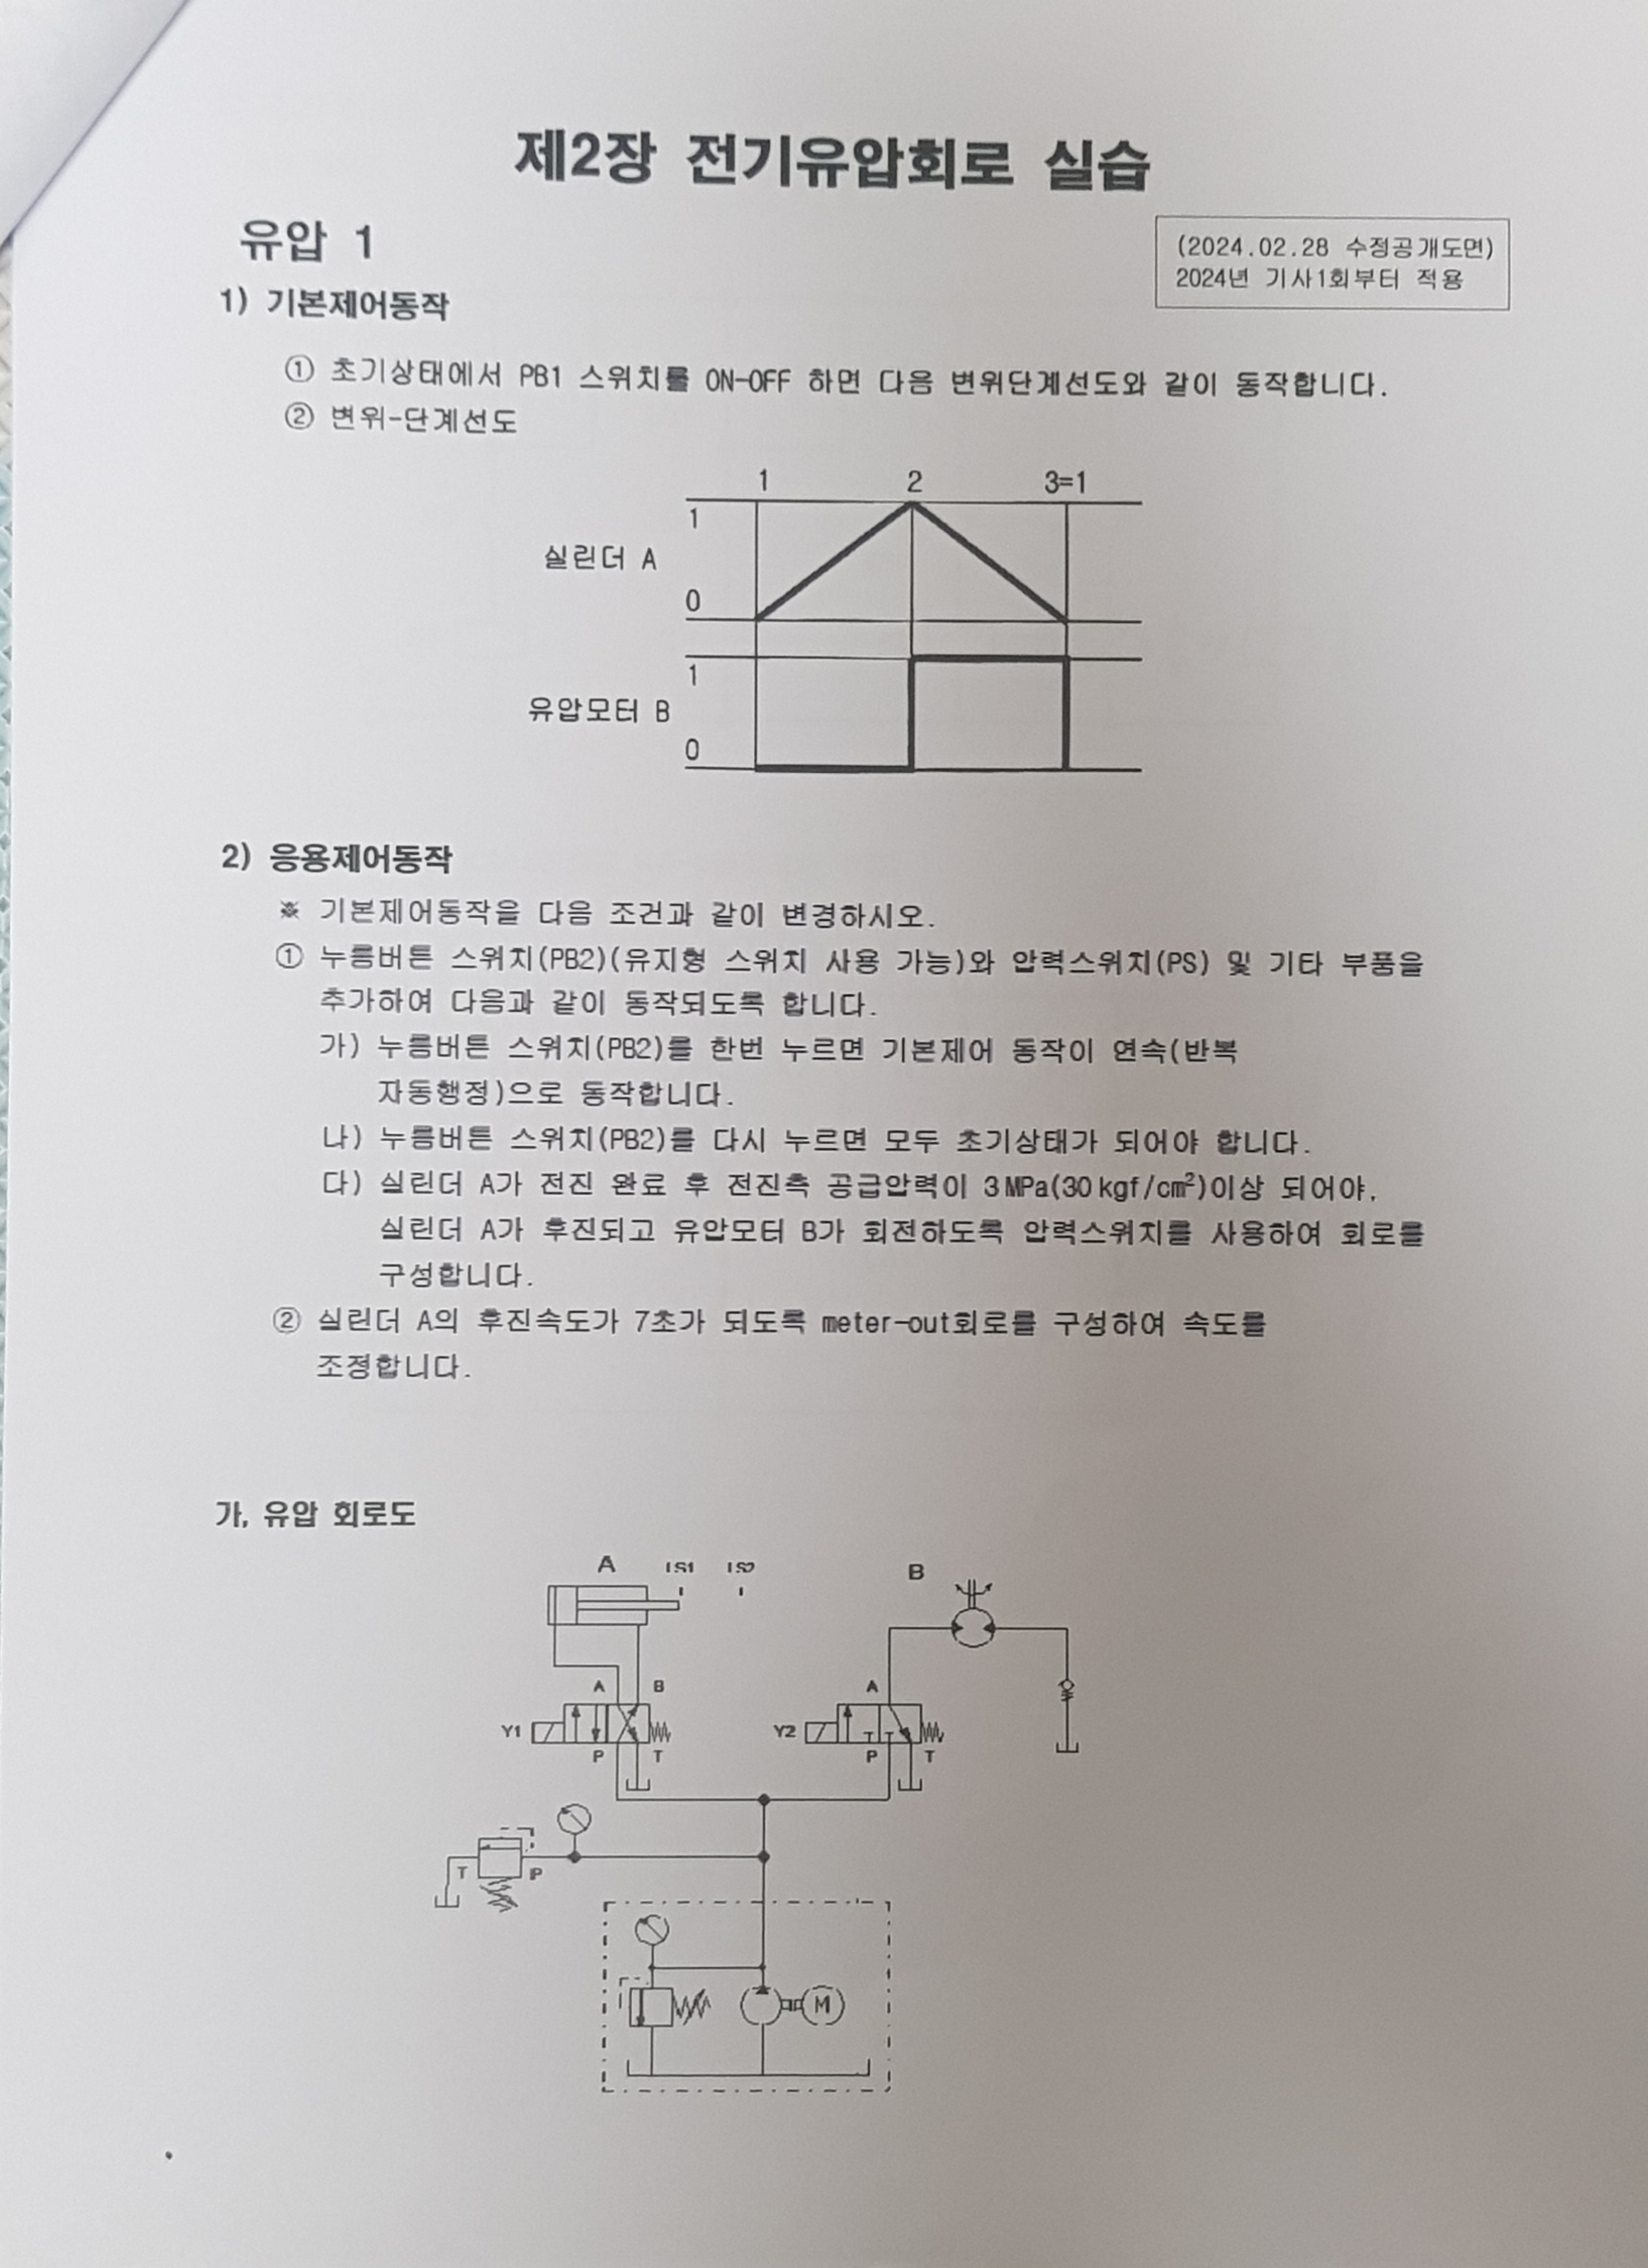 제2장 전기유압회로 실습
유압 1
(2024.02.28 수정공개도면)
2024년 기사1회부터 적용
1) 기본제어동작
① 초기상태에서 PB1 스위치를 ON-OFF 하면 다음 변위단계선도와 같이 동작합니다.
② 변위-단계선도
1 2 3=1
1
실린더 A
0
1
유압모터 B
0
2) 응용제어동작
※ 기본제어동작을 다음 조건과 같이 변경하시오.
① 누름버튼 스위치(PB2)(유지형 스위치 사용 가능)와 압력스위치(PS) 및 기타 부품을
추가하여 다음과 같이 동작되도록 합니다.
가) 누름버튼 스위치(PB2)를 한번 누르면 기본제어 동작이 연속(반복
자동행정)으로 동작합니다.
나) 누름버튼 스위치(PB2)를 다시 누르면 모두 초기상태가 되어야 합니다.
다) 실린더 A가 전진 완료 후 전진측 공급압력이 3MPa(30kgf/cm²)이상 되어야,
실린더 A가 후진되고 유압모터 B가 회전하도록 압력스위치를 사용하여 회로를
구성합니다.
② 실린더 A의 후진속도가 7초가 되도록 meter-out회로를 구성하여 속도를
조정합니다.
가. 유압 회로도
A LS1 LS2 B
A B A
Y1 Y2
P T P T
T P
M